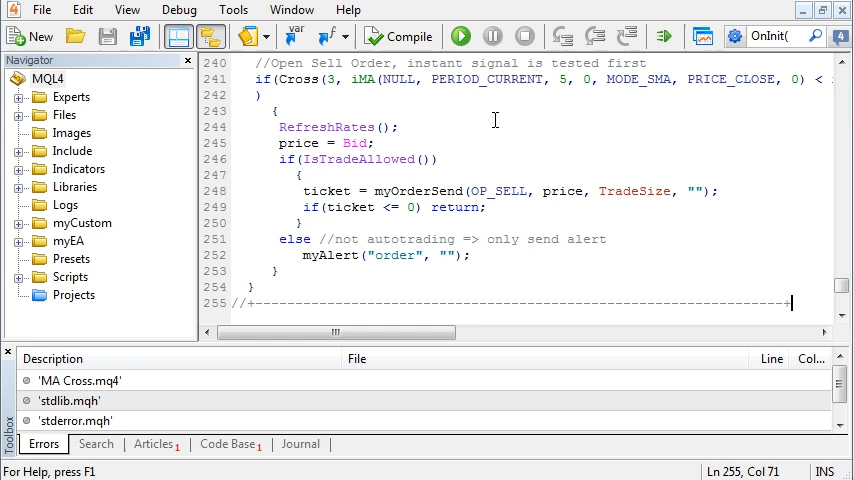 File Edit View Debug Tools Window Help
New var f Compile OnInit( 4
Navigator ×
MQL4
Experts
Files
Images
Include
Indicators
Libraries
Logs
myCustom
myEA
Presets
Scripts
Projects
240 //Open Sell Order, instant signal is tested first
241 if(Cross(3, iMA(NULL, PERIOD_CURRENT, 5, 0, MODE_SMA, PRICE_CLOSE, 0) <
242 )
243 {
244 RefreshRates();
245 price = Bid;
246 if(IsTradeAllowed())
247 {
248 ticket = myOrderSend(OP_SELL, price, TradeSize, "");
249 if(ticket <= 0) return;
250 }
251 else //not autotrading => only send alert
252 myAlert("order", "");
253 }
254 }
255 //+------------------------------------------------------------------+
Description File Line Col...
'MA Cross.mq4'
'stdlib.mqh'
'stderror.mqh'
Toolbox
Errors Search Articles 1 Code Base 1 Journal
For Help, press F1 Ln 255, Col 71 INS